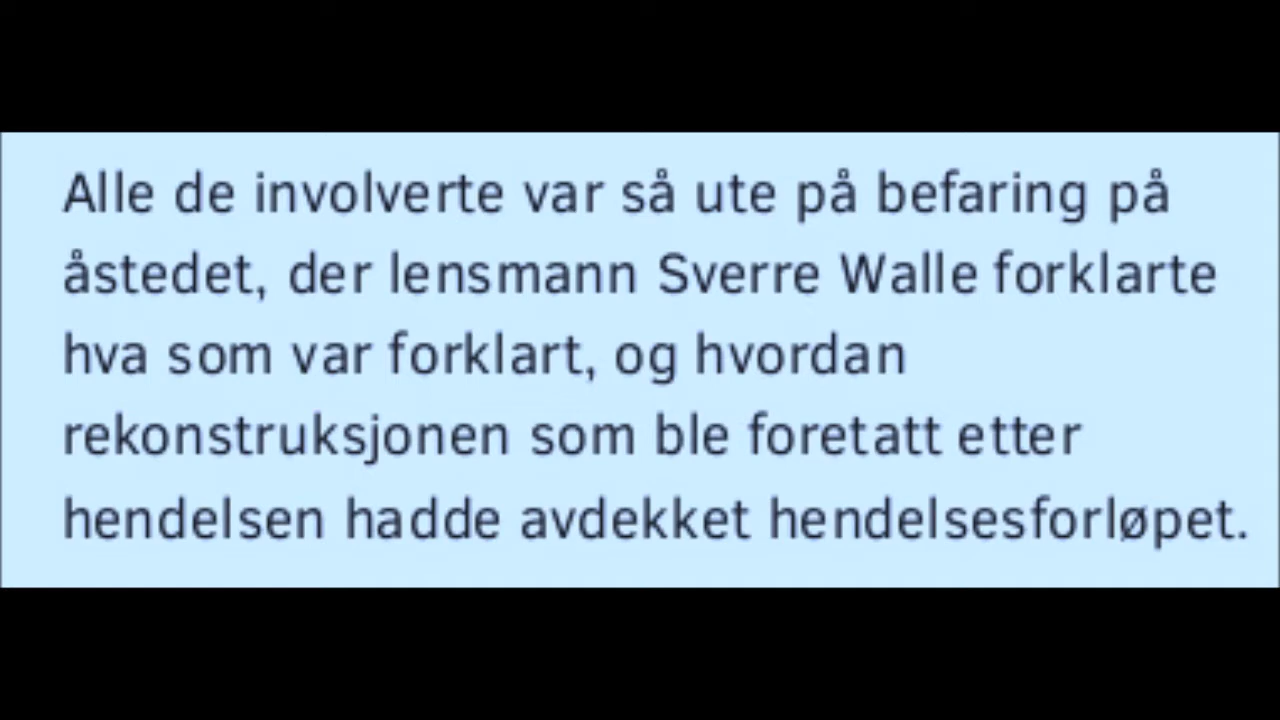 Alle de involverte var så ute på befaring på
åstedet, der lensmann Sverre Walle forklarte
hva som var forklart, og hvordan
rekonstruksjonen som ble foretatt etter
hendelsen hadde avdekket hendelsesforløpet.